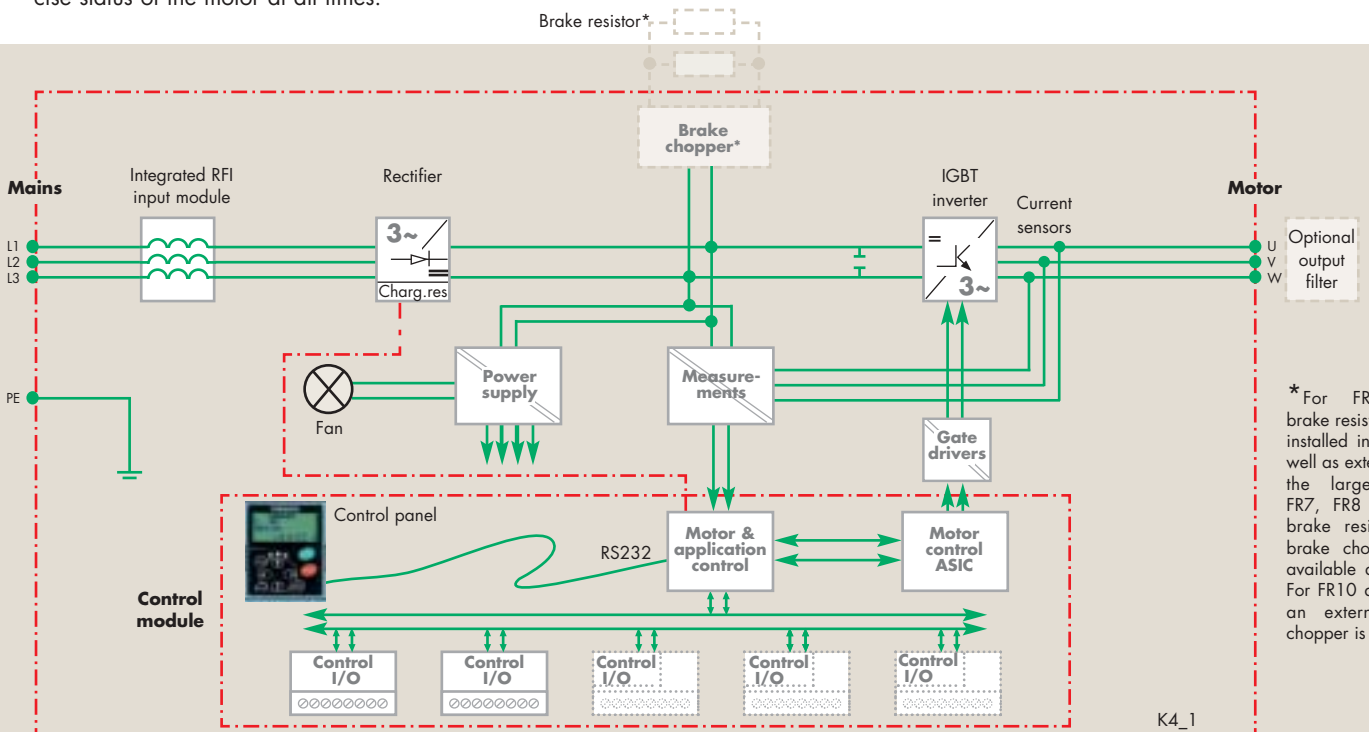 else status of the motor at all times.
Brake resistor*
Brake
chopper*
Mains
Integrated RFI
input module
Rectifier
IGBT
inverter
Current
sensors
Motor
3~
=
Charg.res
=
3~
L1
L2
L3
U
V
W
Optional
output
filter
PE
Fan
Power
supply
Measure-
ments
Gate
drivers
*For FR
brake resis
installed in
well as exte
the large
FR7, FR8
brake resi
brake cho
available
For FR10
an extern
chopper is
Control panel
RS232
Motor &
application
control
Motor
control
ASIC
Control
module
Control
I/O
Control
I/O
Control
I/O
Control
I/O
Control
I/O
K4_1